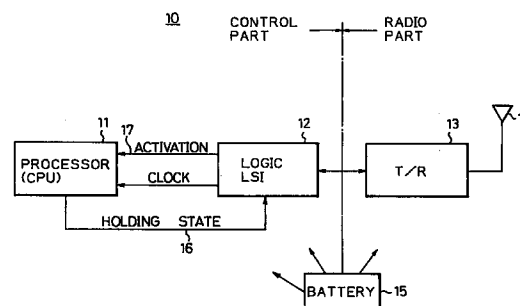 10
CONTROL PART
RADIO PART
11
17
12
13
PROCESSOR (CPU)
ACTIVATION
CLOCK
LOGIC LSI
T/R
HOLDING STATE
16
BATTERY
15